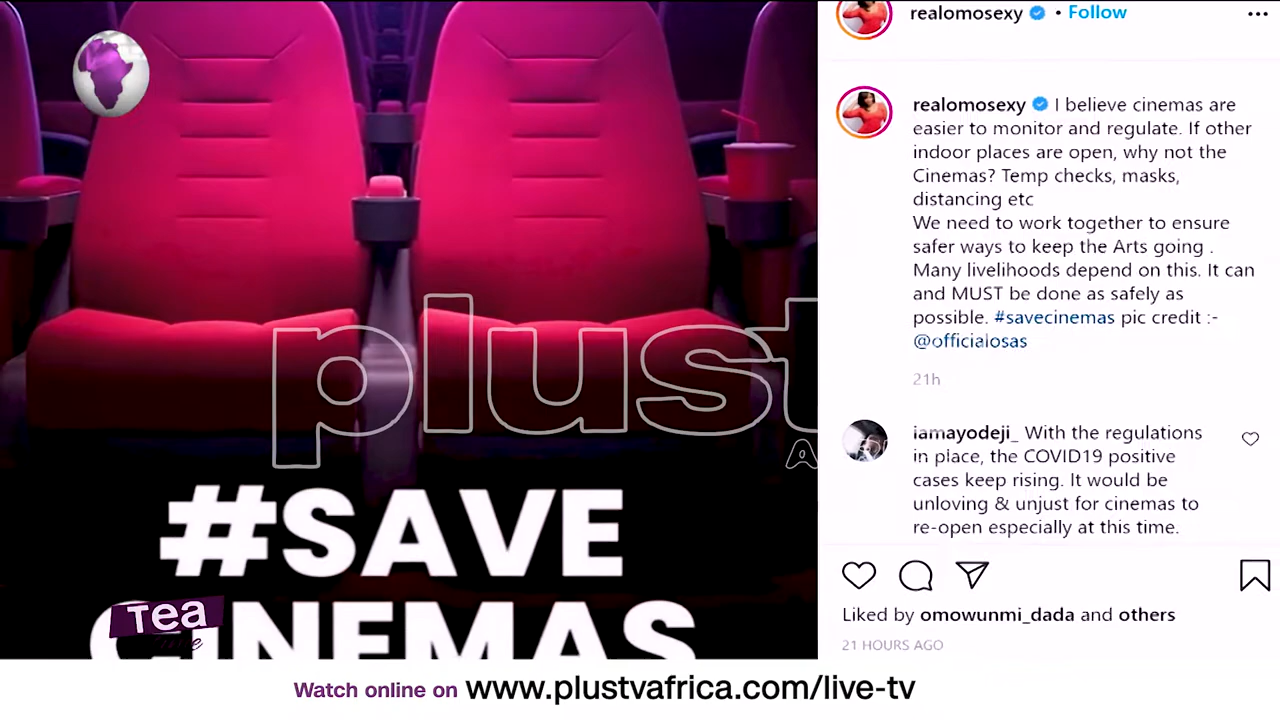 realomosexy • Follow
realomosexy I believe cinemas are
easier to monitor and regulate. If other
indoor places are open, why not the
Cinemas? Temp checks, masks,
distancing etc
We need to work together to ensure
safer ways to keep the Arts going .
Many livelihoods depend on this. It can
and MUST be done as safely as
possible. #savecinemas pic credit :-
@officialosas
21h
iamayodeji_ With the regulations
in place, the COVID19 positive
cases keep rising. It would be
unloving & unjust for cinemas to
re-open especially at this time.
Liked by omowunmi_dada and others
21 HOURS AGO
plust
A
#SAVE
CINEMAS
Tea
Watch online on www.plustvafrica.com/live-tv